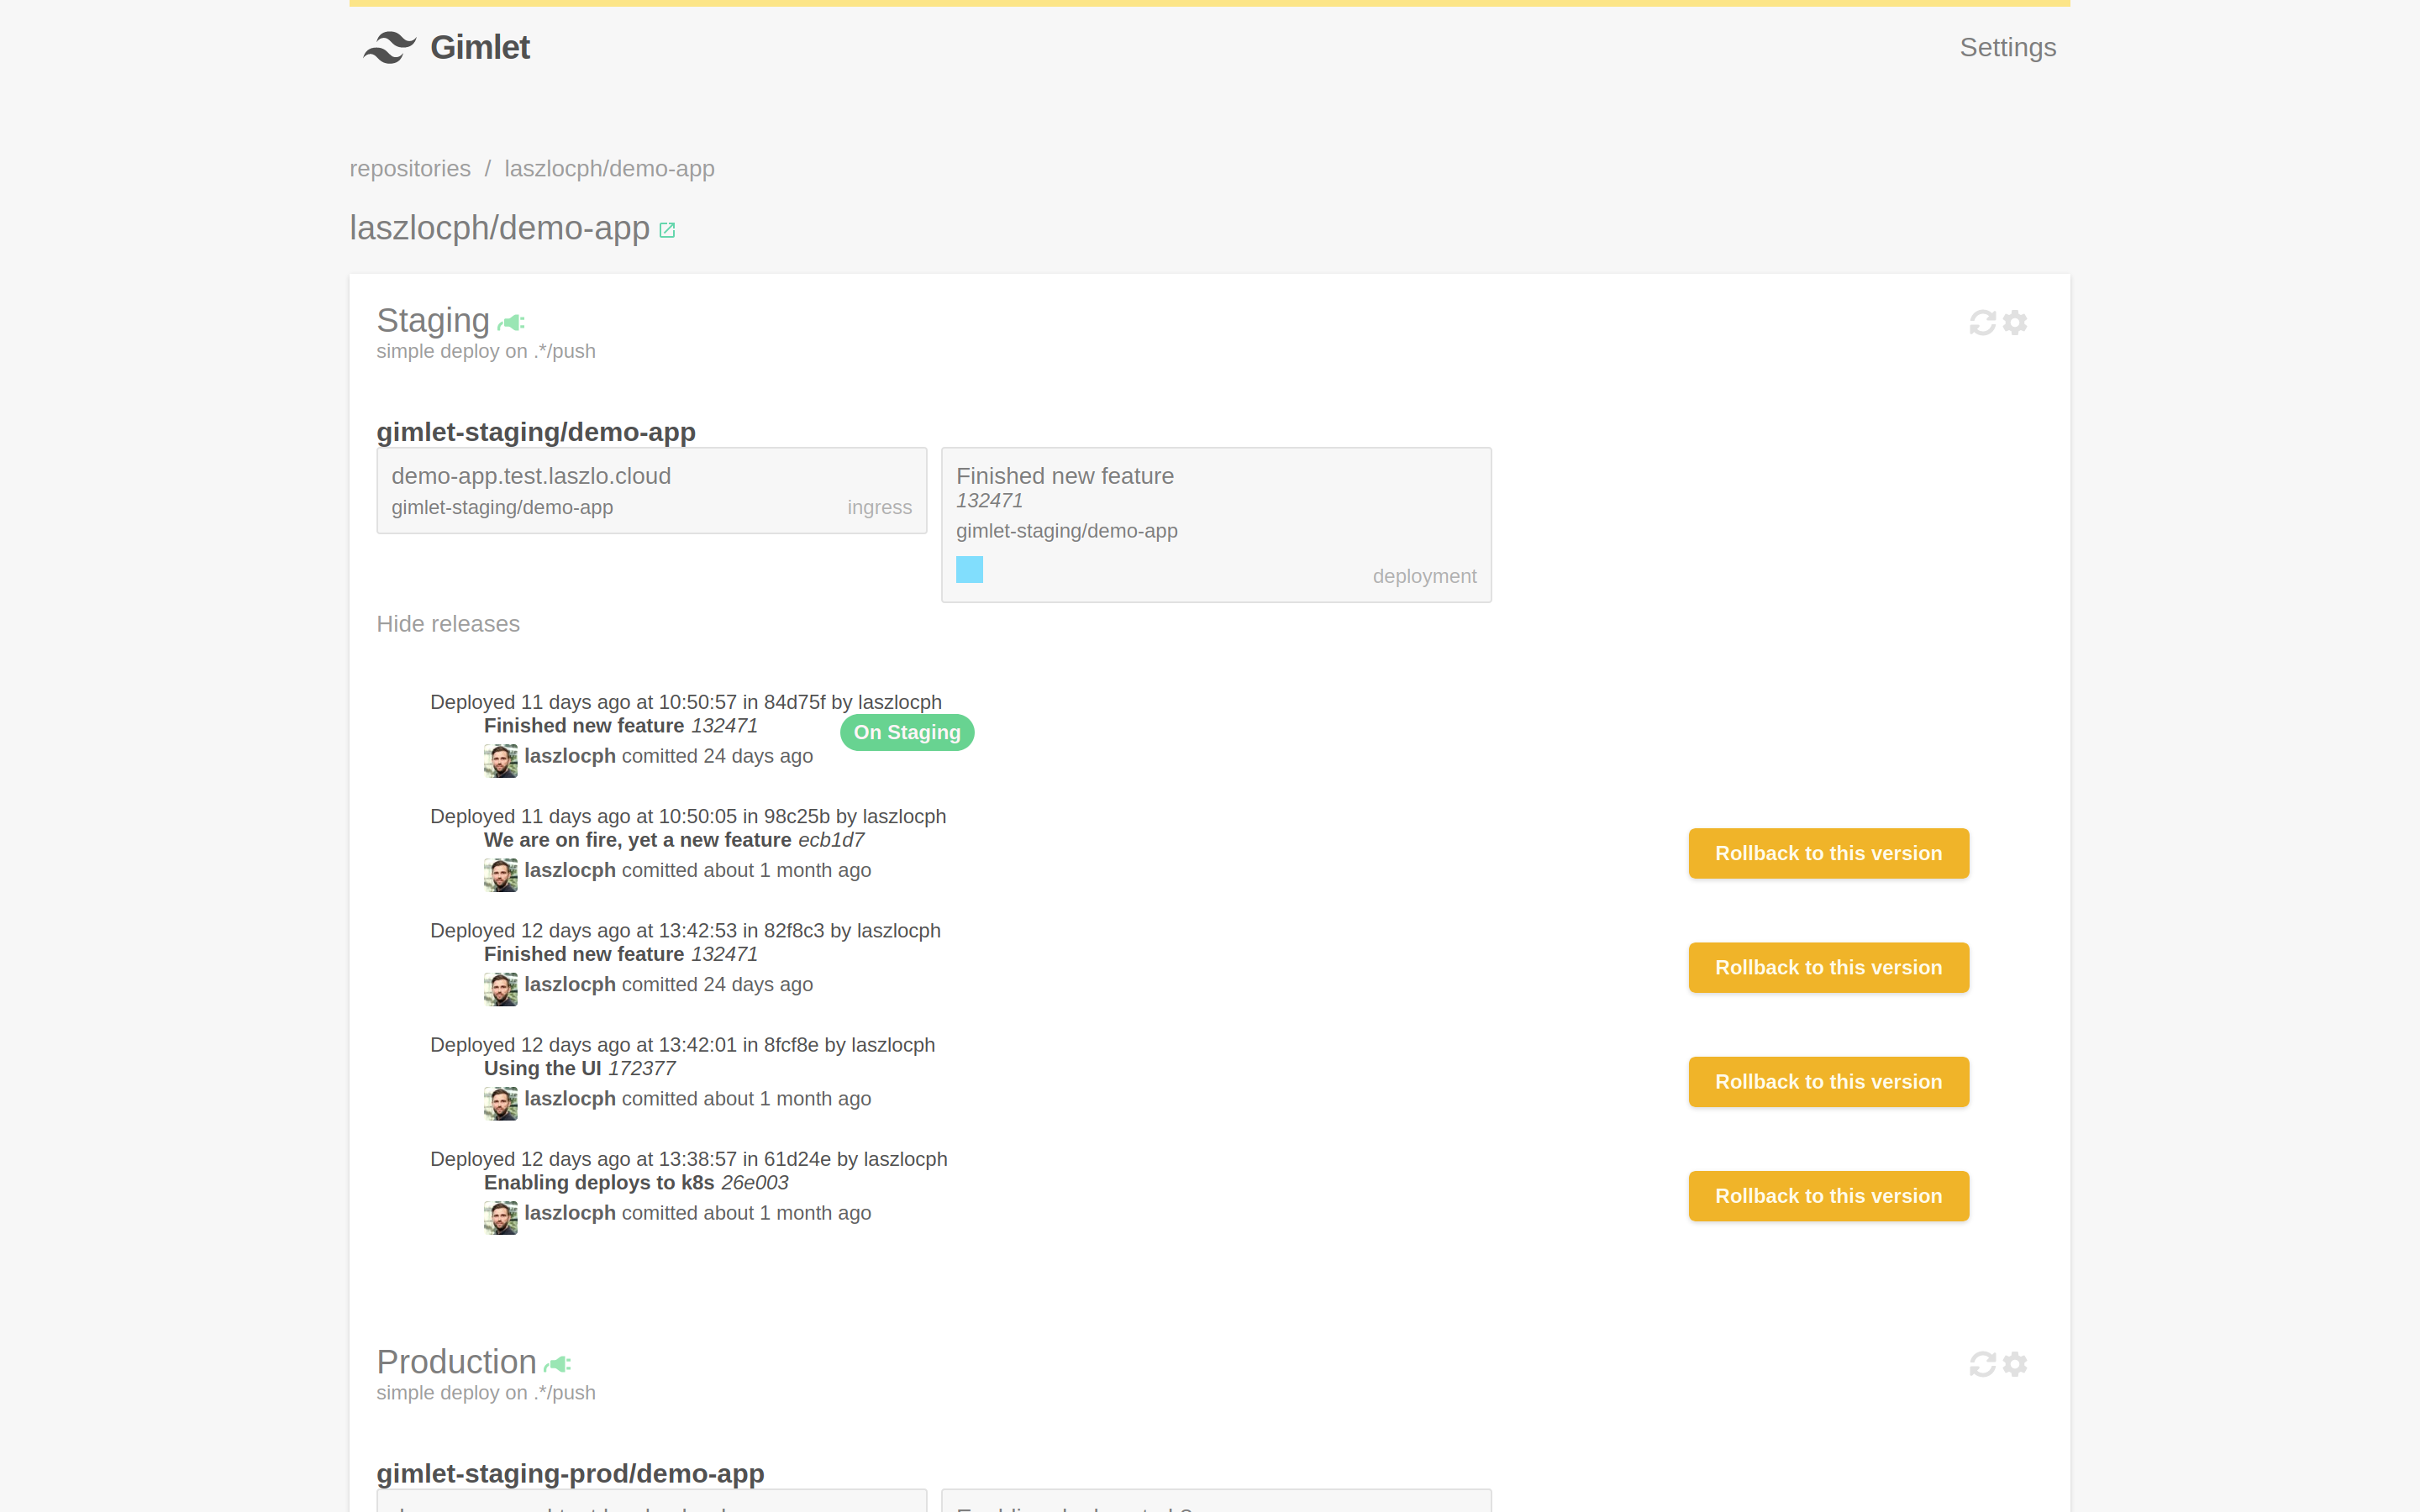 Gimlet
Settings
repositories / laszlocph/demo-app
laszlocph/demo-app
Staging
simple deploy on .*/push
gimlet-staging/demo-app
demo-app.test.laszlo.cloud
gimlet-staging/demo-app
ingress
Finished new feature
132471
gimlet-staging/demo-app
deployment
Hide releases
Deployed 11 days ago at 10:50:57 in 84d75f by laszlocph
Finished new feature 132471
On Staging
laszlocph comitted 24 days ago
Deployed 11 days ago at 10:50:05 in 98c25b by laszlocph
We are on fire, yet a new feature ecb1d7
Rollback to this version
laszlocph comitted about 1 month ago
Deployed 12 days ago at 13:42:53 in 82f8c3 by laszlocph
Finished new feature 132471
Rollback to this version
laszlocph comitted 24 days ago
Deployed 12 days ago at 13:42:01 in 8fcf8e by laszlocph
Using the UI 172377
Rollback to this version
laszlocph comitted about 1 month ago
Deployed 12 days ago at 13:38:57 in 61d24e by laszlocph
Enabling deploys to k8s 26e003
Rollback to this version
laszlocph comitted about 1 month ago
Production
simple deploy on .*/push
gimlet-staging-prod/demo-app